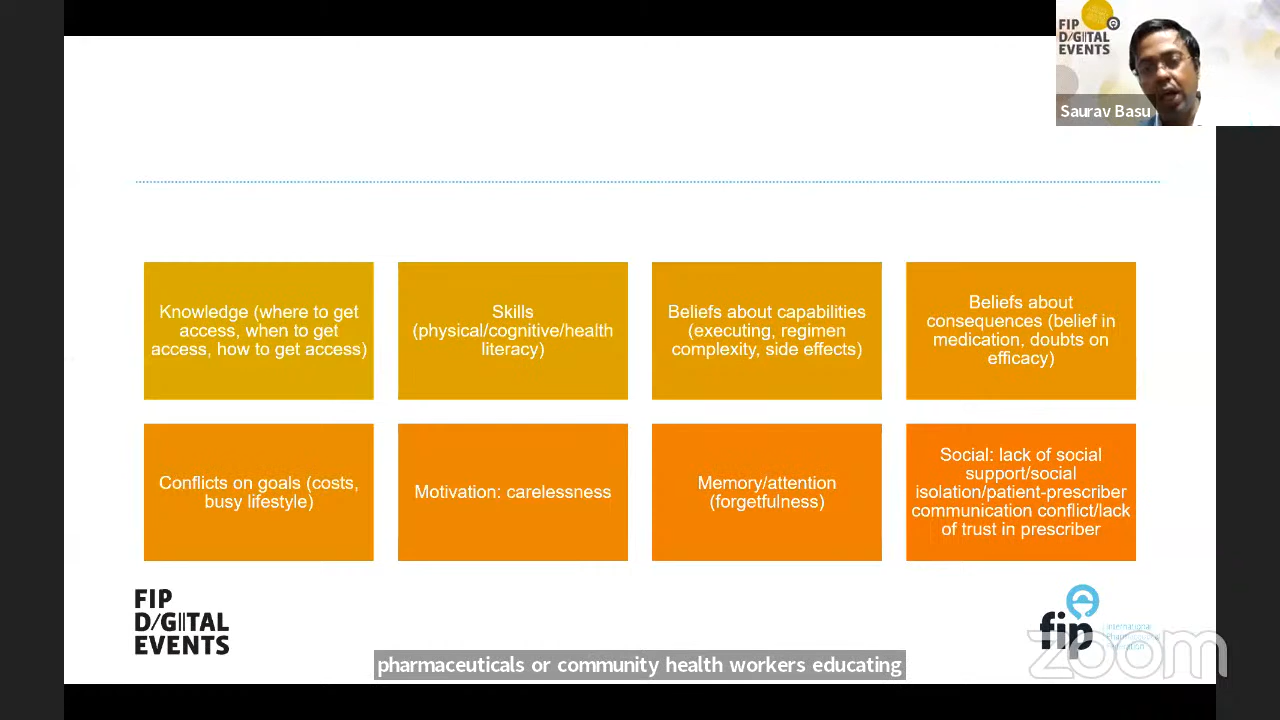 FIP
D/GITAL
EVENTS
Saurav Basu
Knowledge (where to get
access, when to get
access, how to get access)
Skills
(physical/cognitive/health
literacy)
Beliefs about capabilities
(executing, regimen
complexity, side effects)
Beliefs about
consequences (belief in
medication, doubts on
efficacy)
Conflicts on goals (costs,
busy lifestyle)
Motivation: carelessness
Memory/attention
(forgetfulness)
Social: lack of social
support/social
isolation/patient-prescriber
communication conflict/lack
of trust in prescriber
FIP
D/GITAL
EVENTS
fip
International
zoom
pharmaceuticals or community health workers educating